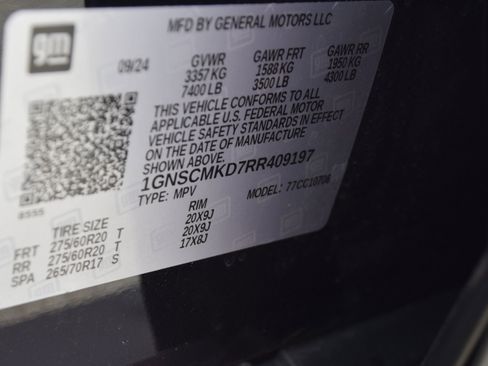 gm
MFD BY GENERAL MOTORS LLC
09/24 GVWR GAWR FRT GAWR RR
3357 KG 1588 KG 1950 KG
7400 LB 3500 LB 4300 LB
THIS VEHICLE CONFORMS TO ALL
APPLICABLE U.S. FEDERAL MOTOR
VEHICLE SAFETY STANDARDS IN EFFECT
ON THE DATE OF MANUFACTURE
SHOWN ABOVE.
1GNSCMKD7RR409197
TYPE: MPV MODEL: 77CC10706
8555
TIRE SIZE RIM
FRT 275/60R20 T 20X9J
RR 275/60R20 T 20X9J
SPA 265/70R17 S 17X8J